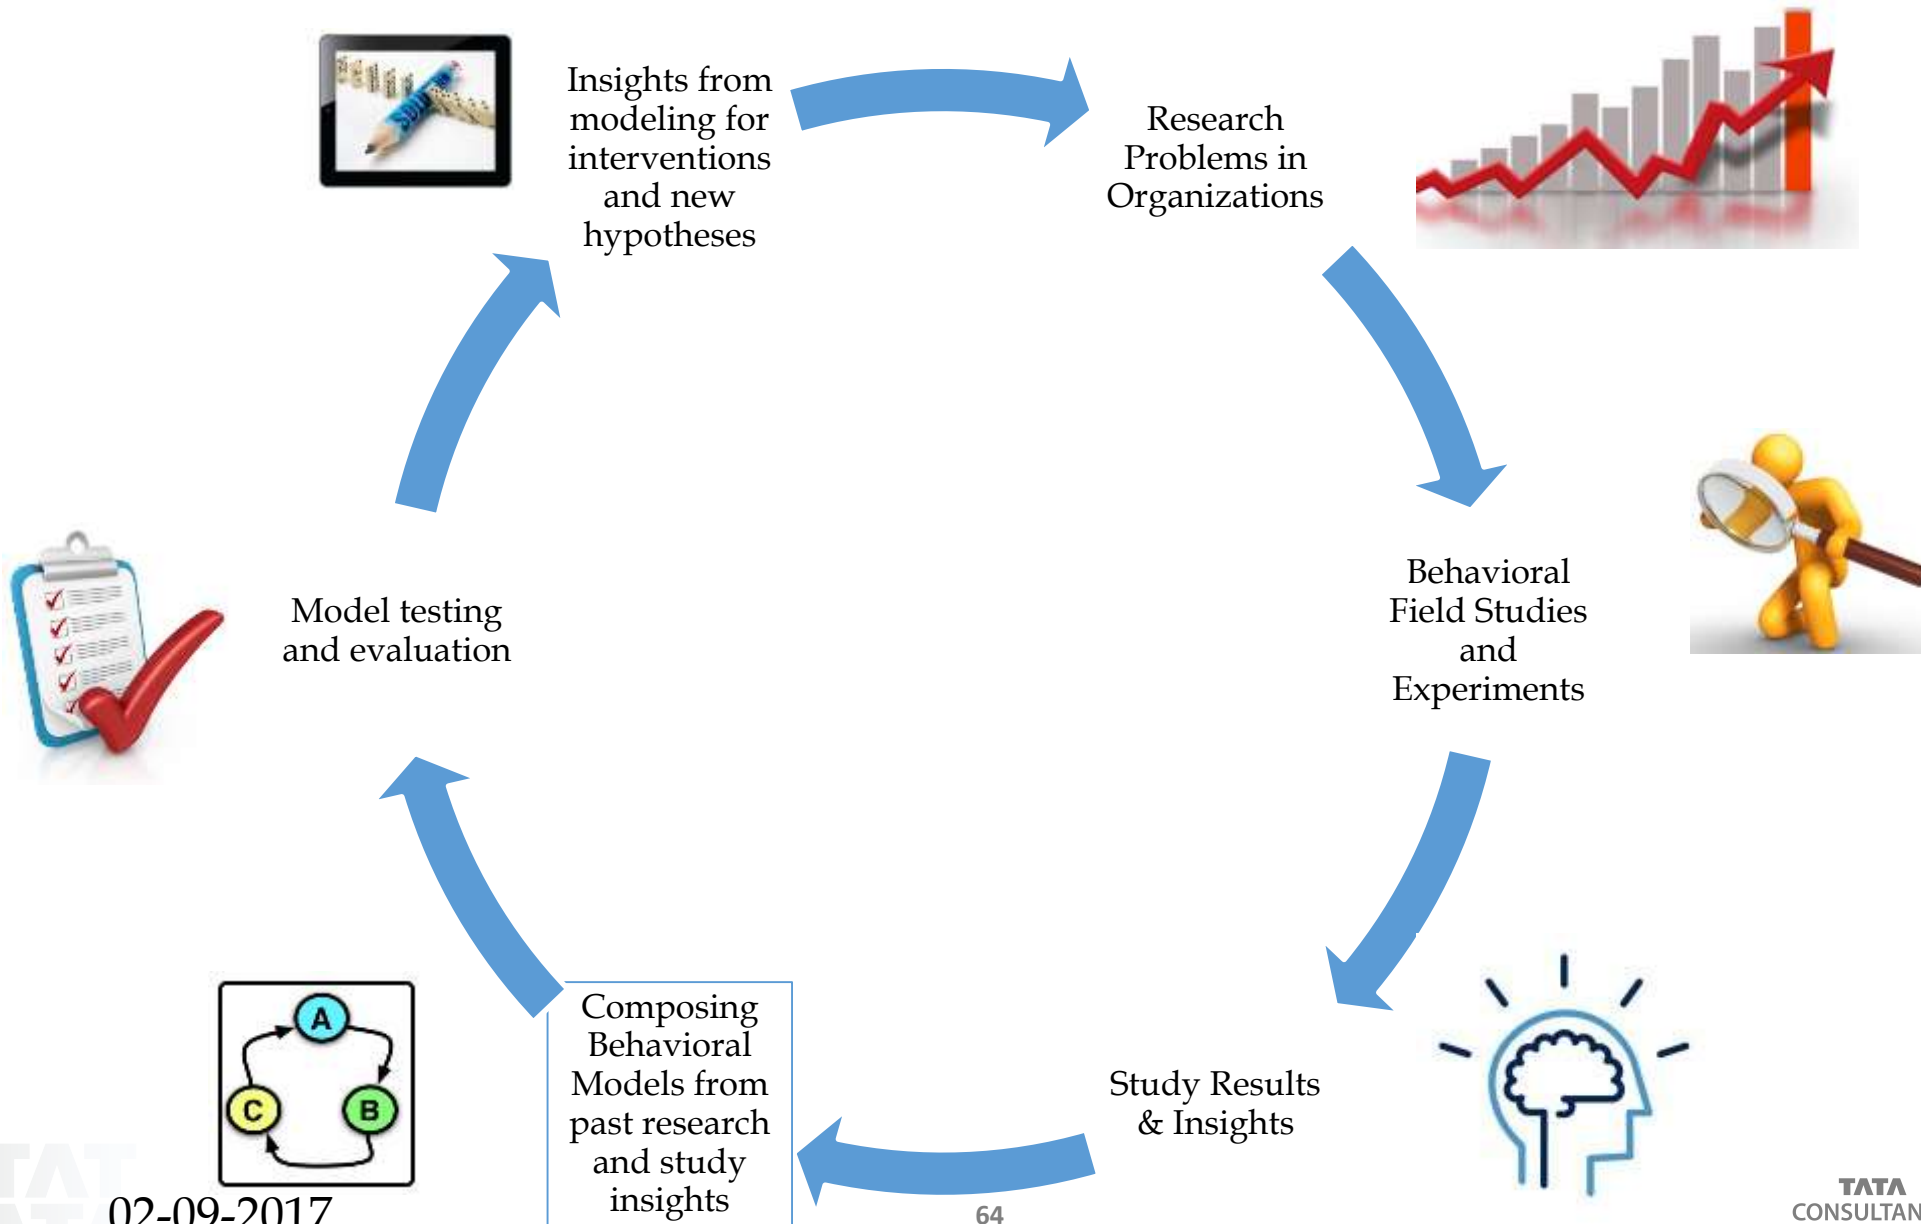 Insights from
modeling for
interventions
and new
hypotheses
Research
Problems in
Organizations
Behavioral
Field Studies
and
Experiments
Study Results
& Insights
Composing
Behavioral
Models from
past research
and study
insights
Model testing
and evaluation
A
B
C
02-09-2017
64
TATA
CONSULTAN